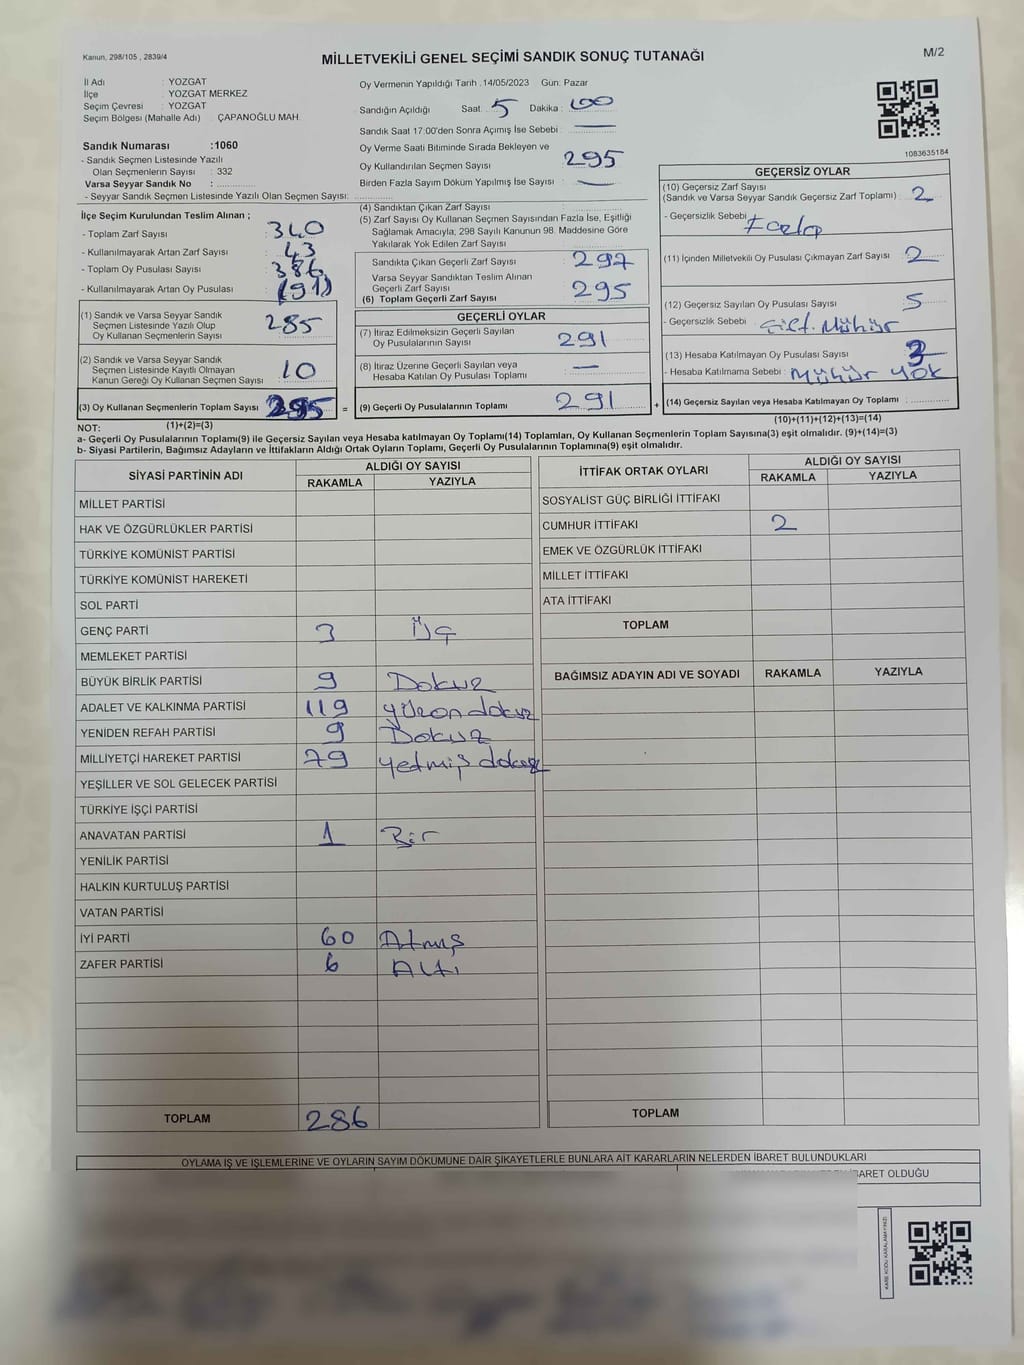 Kanun, 298/105 , 2839/4
MİLLETVEKİLİ GENEL SEÇİMİ SANDIK SONUÇ TUTANAĞI
M/2
İl Adı : YOZGAT
İlçe : YOZGAT MERKEZ
Seçim Çevresi : YOZGAT
Seçim Bölgesi (Mahalle Adı) : ÇAPANOĞLU MAH.
Sandık Numarası :1060
- Sandık Seçmen Listesinde Yazılı
Olan Seçmenlerin Sayısı : 332
Varsa Seyyar Sandık No :
- Seyyar Sandık Seçmen Listesinde Yazılı Olan Seçmen Sayısı:
Oy Vermenin Yapıldığı Tarih : 14/05/2023 Gün: Pazar
Sandığın Açıldığı Saat: 5 Dakika : 00
Sandık Saat 17:00'den Sonra Açılmış İse Sebebi : —
Oy Verme Saati Bitiminde Sırada Bekleyen ve
Oy Kullandırılan Seçmen Sayısı 295
Birden Fazla Sayım Döküm Yapılmış İse Sayısı : —
1083635184
İlçe Seçim Kurulundan Teslim Alınan ;
- Toplam Zarf Sayısı : 340
- Kullanılmayarak Artan Zarf Sayısı : 43
- Toplam Oy Pusulası Sayısı : 386
- Kullanılmayarak Artan Oy Pusulası (91)
(1) Sandık ve Varsa Seyyar Sandık
Seçmen Listesinde Yazılı Olup
Oy Kullanan Seçmenlerin Sayısı 285
(2) Sandık ve Varsa Seyyar Sandık
Seçmen Listesinde Kayıtlı Olmayan
Kanun Gereği Oy Kullanan Seçmen Sayısı 10
(3) Oy Kullanan Seçmenlerin Toplam Sayısı 295 =
(1)+(2)=(3)
(4) Sandıktan Çıkan Zarf Sayısı :
(5) Zarf Sayısı Oy Kullanan Seçmen Sayısından Fazla İse, Eşitliği
Sağlamak Amacıyla; 298 Sayılı Kanunun 98. Maddesine Göre
Yakılarak Yok Edilen Zarf Sayısı :
Sandıkta Çıkan Geçerli Zarf Sayısı : 297
Varsa Seyyar Sandıktan Teslim Alınan
Geçerli Zarf Sayısı : 295
(6) Toplam Geçerli Zarf Sayısı
GEÇERLİ OYLAR
(7) İtiraz Edilmeksizin Geçerli Sayılan
Oy Pusulalarının Sayısı : 291
(8) İtiraz Üzerine Geçerli Sayılan veya
Hesaba Katılan Oy Pusulası Toplamı : —
(9) Geçerli Oy Pusulalarının Toplamı : 291 +
GEÇERSİZ OYLAR
(10) Geçersiz Zarf Sayısı
(Sandık ve Varsa Seyyar Sandık Geçersiz Zarf Toplamı) : 2
- Geçersizlik Sebebi
(11) İçinden Milletvekili Oy Pusulası Çıkmayan Zarf Sayısı : 2
(12) Geçersiz Sayılan Oy Pusulası Sayısı : 5
- Geçersizlik Sebebi : Çift. Mühür
(13) Hesaba Katılmayan Oy Pusulası Sayısı : 3
- Hesaba Katılmama Sebebi : Mühür yok
(14) Geçersiz Sayılan veya Hesaba Katılmayan Oy Toplamı :
(10)+(11)+(12)+(13)=(14)
NOT:
a- Geçerli Oy Pusulalarının Toplamı(9) ile Geçersiz Sayılan veya Hesaba katılmayan Oy Toplamı(14) Toplamları, Oy Kullanan Seçmenlerin Toplam Sayısına(3) eşit olmalıdır. (9)+(14)=(3)
b- Siyasi Partilerin, Bağımsız Adayların ve İttifakların Aldığı Ortak Oyların Toplamı, Geçerli Oy Pusulalarının Toplamına(9) eşit olmalıdır.
SİYASİ PARTİNİN ADI ALDIĞI OY SAYISI
RAKAMLA YAZIYLA
MİLLET PARTİSİ
HAK VE ÖZGÜRLÜKLER PARTİSİ
TÜRKİYE KOMÜNİST PARTİSİ
TÜRKİYE KOMÜNİST HAREKETİ
SOL PARTİ
GENÇ PARTİ 3 Üç
MEMLEKET PARTİSİ
BÜYÜK BİRLİK PARTİSİ 9 Dokuz
ADALET VE KALKINMA PARTİSİ 119 yüzon dokuz
YENİDEN REFAH PARTİSİ 9 Dokuz
MİLLİYETÇİ HAREKET PARTİSİ 79 yetmiş dokuz
YEŞİLLER VE SOL GELECEK PARTİSİ
TÜRKİYE İŞÇİ PARTİSİ
ANAVATAN PARTİSİ 1 Bir
YENİLİK PARTİSİ
HALKIN KURTULUŞ PARTİSİ
VATAN PARTİSİ
İYİ PARTİ 60 Atmış
ZAFER PARTİSİ 6 Altı
TOPLAM 286
İTTİFAK ORTAK OYLARI ALDIĞI OY SAYISI
RAKAMLA YAZIYLA
SOSYALİST GÜÇ BİRLİĞİ İTTİFAKI
CUMHUR İTTİFAKI 2
EMEK VE ÖZGÜRLÜK İTTİFAKI
MİLLET İTTİFAKI
ATA İTTİFAKI
TOPLAM
BAĞIMSIZ ADAYIN ADI VE SOYADI RAKAMLA YAZIYLA
TOPLAM
OYLAMA İŞ VE İŞLEMLERİNE VE OYLARIN SAYIM DÖKÜMÜNE DAİR ŞİKAYETLERLE BUNLARA AİT KARARLARIN NELERDEN İBARET BULUNDUKLARI
İBARET OLDUĞU